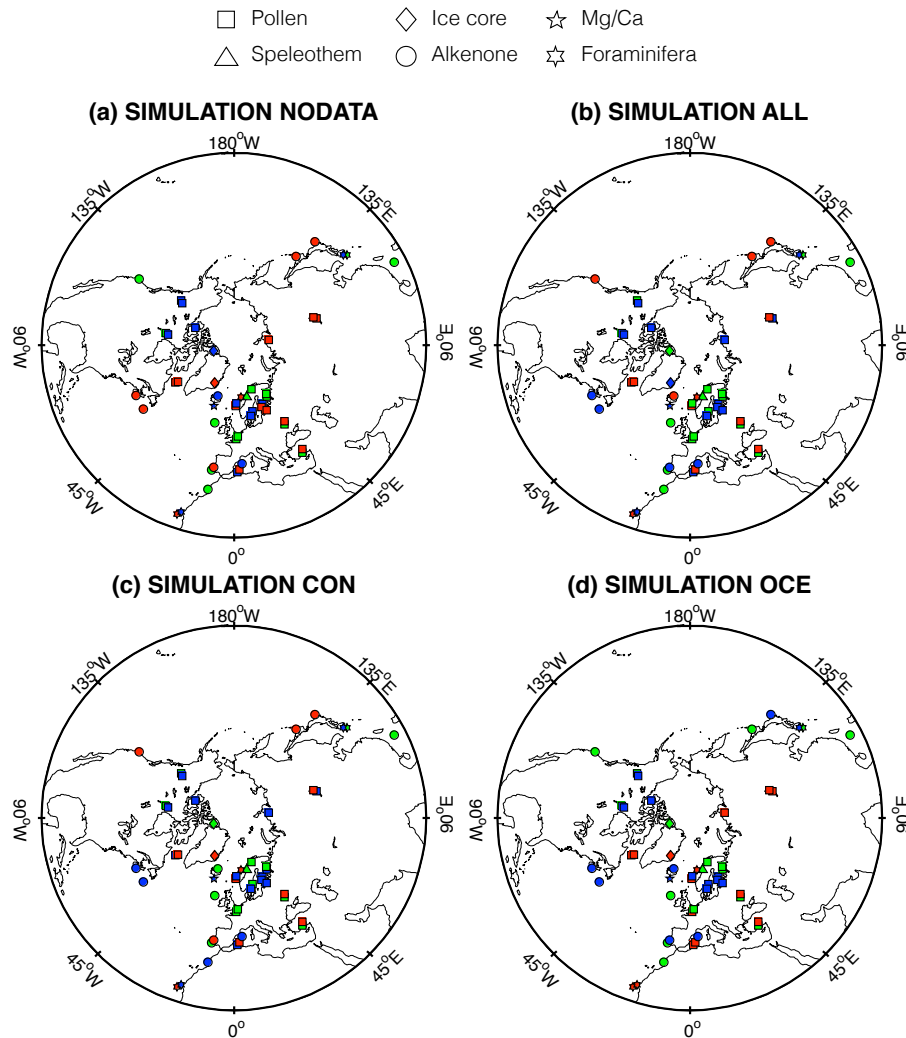 Pollen Ice core Mg/Ca
Speleothem Alkenone Foraminifera
(a) SIMULATION NODATA
180°W
135°W
135°E
90°W
90°E
45°W
45°E
0°
(b) SIMULATION ALL
180°W
135°W
135°E
90°W
90°E
45°W
45°E
0°
(c) SIMULATION CON
180°W
135°W
135°E
90°W
90°E
45°W
45°E
0°
(d) SIMULATION OCE
180°W
135°W
135°E
90°W
90°E
45°W
45°E
0°